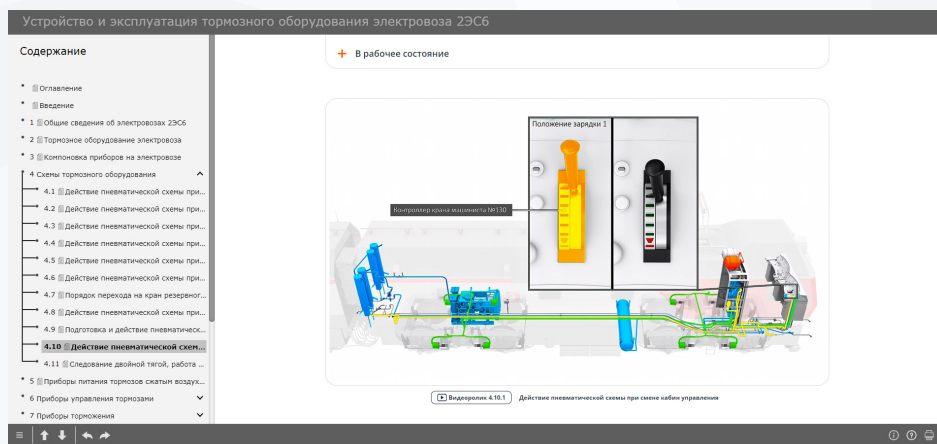 Устройство и эксплуатация тормозного оборудования электровоза 2ЭС6
Содержание
Оглавление
Введение
1 Общие сведения об электровозах 2ЭС6
2 Тормозное оборудование электровоза
3 Компоновка приборов на электровозе
4 Схемы тормозного оборудования
4.1 Действие пневматической схемы при...
4.2 Действие пневматической схемы при...
4.3 Действие пневматической схемы при...
4.4 Действие пневматической схемы при...
4.5 Действие пневматической схемы при...
4.6 Действие пневматической схемы при...
4.7 Порядок перехода на кран резервног...
4.8 Действие пневматической схемы при...
4.9 Подготовка и действие пневматическ...
4.10 Действие пневматической схем...
4.11 Следование двойной тягой, работа ...
5 Приборы питания тормозов сжатым воздух...
6 Приборы управления тормозами
7 Приборы торможения
+ В рабочее состояние
Положение зарядки 1
Контроллер крана машиниста №130
Видеоролик 4.10.1 Действие пневматической схемы при смене кабин управления